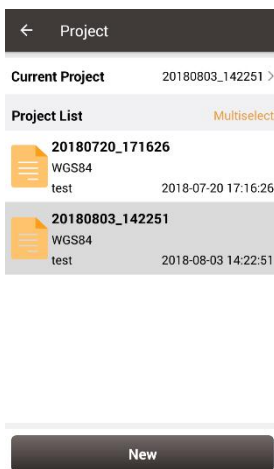 Project
Current Project 20180803_142251 >
Project List Multiselect
20180720_171626
WGS84
test 2018-07-20 17:16:26
20180803_142251
WGS84
test 2018-08-03 14:22:51
New